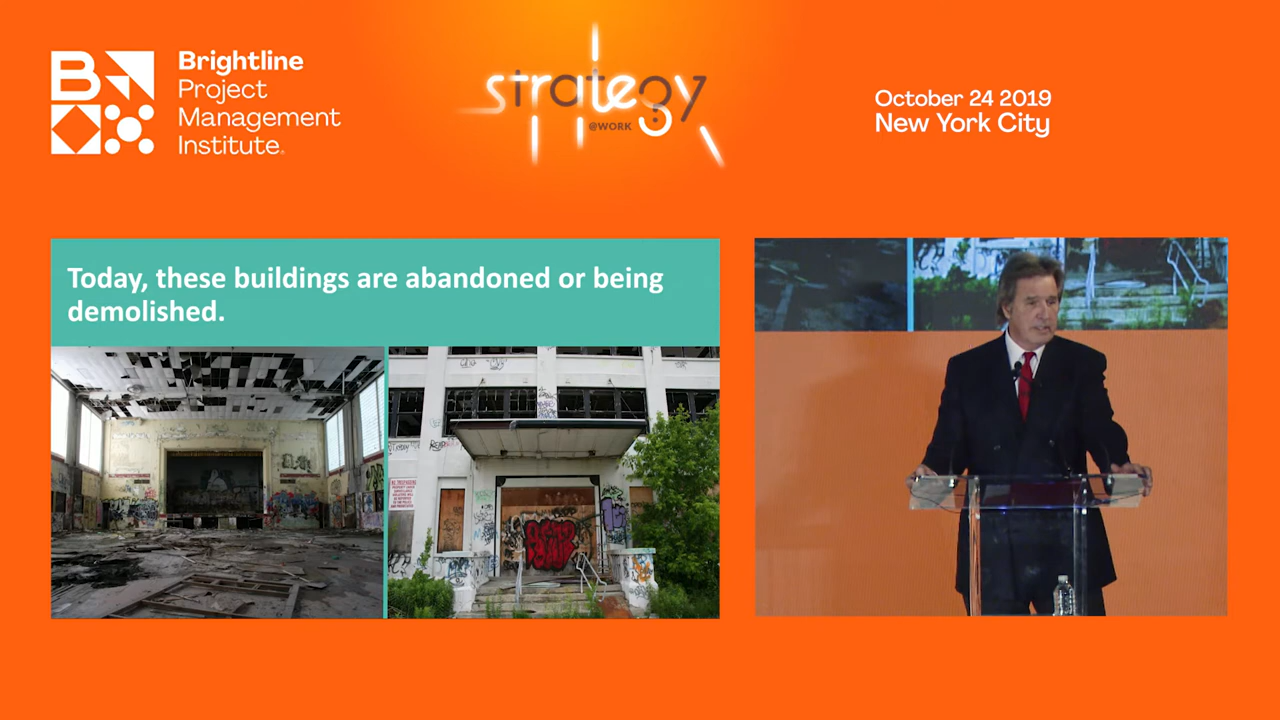 Brightline
Project
Management
Institute.
strategy
@WORK
October 24 2019
New York City
Today, these buildings are abandoned or being
demolished.
NO TRESPASSING